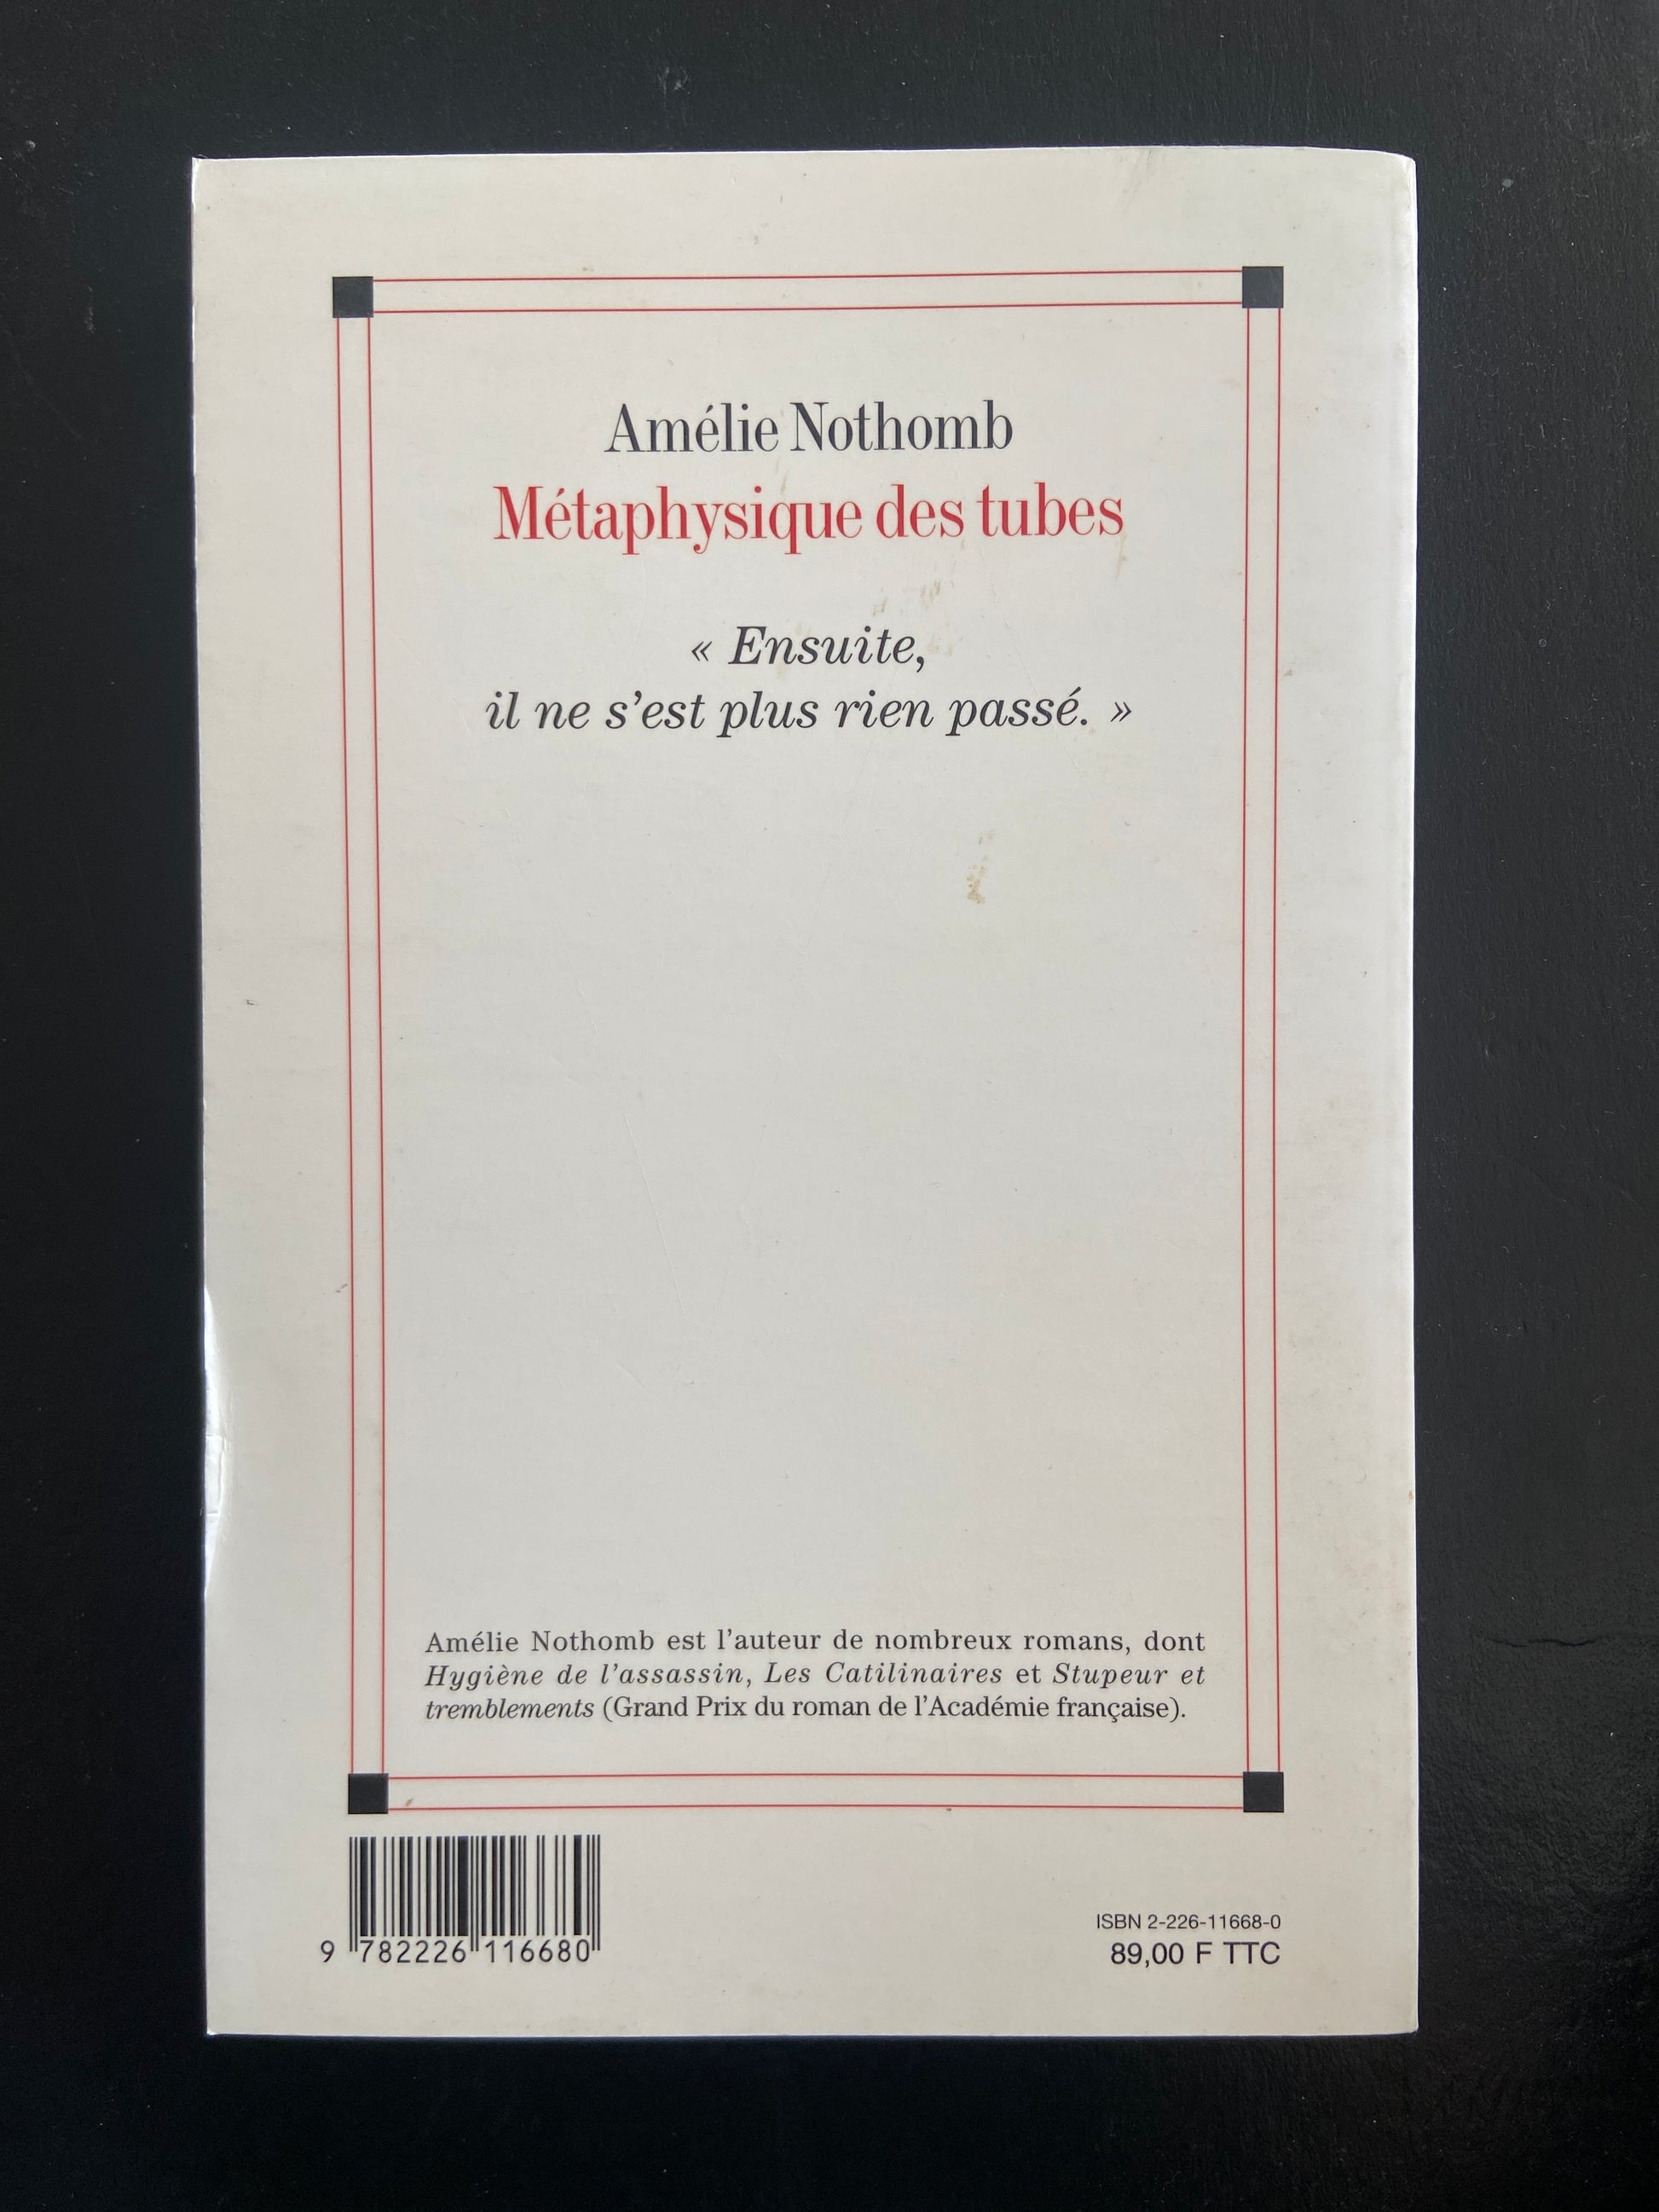 Amélie Nothomb
Métaphysique des tubes
« Ensuite,
il ne s'est plus rien passé. »
Amélie Nothomb est l'auteur de nombreux romans, dont
Hygiène de l'assassin, Les Catilinaires et Stupeur et
tremblements (Grand Prix du roman de l'Académie française).
9 782226 116680
ISBN 2-226-11668-0
89,00 F TTC